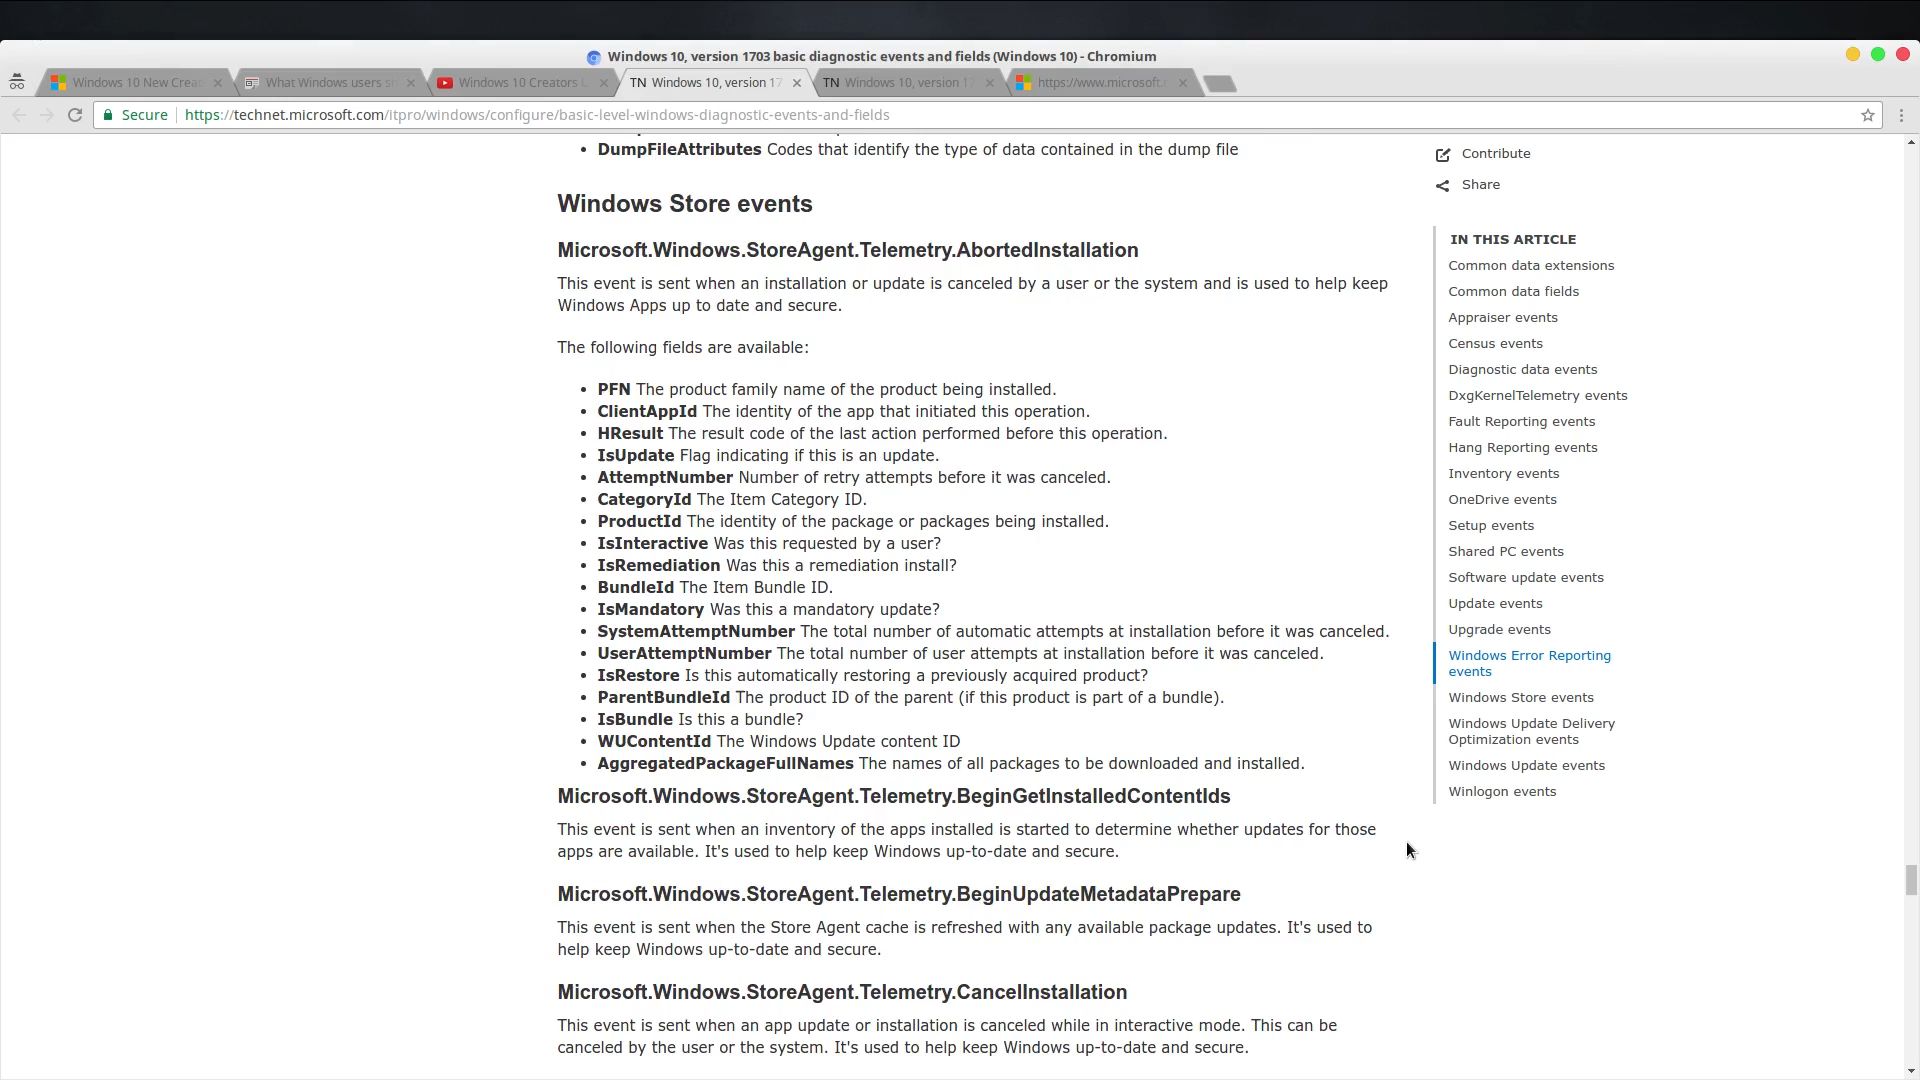 Windows 10, version 1703 basic diagnostic events and fields (Windows 10) - Chromium
Windows 10 New Crea
What Windows users s
Windows 10 Creators U
TN Windows 10, version 17
TN Windows 10, version 17
https://www.microsoft.
Secure
https://technet.microsoft.com/itpro/windows/configure/basic-level-windows-diagnostic-events-and-fields
• DumpFileAttributes Codes that identify the type of data contained in the dump file
Windows Store events
Microsoft.Windows.StoreAgent.Telemetry.AbortedInstallation
This event is sent when an installation or update is canceled by a user or the system and is used to help keep
Windows Apps up to date and secure.
The following fields are available:
• PFN The product family name of the product being installed.
• ClientAppId The identity of the app that initiated this operation.
• HResult The result code of the last action performed before this operation.
• IsUpdate Flag indicating if this is an update.
• AttemptNumber Number of retry attempts before it was canceled.
• CategoryId The Item Category ID.
• ProductId The identity of the package or packages being installed.
• IsInteractive Was this requested by a user?
• IsRemediation Was this a remediation install?
• BundleId The Item Bundle ID.
• IsMandatory Was this a mandatory update?
• SystemAttemptNumber The total number of automatic attempts at installation before it was canceled.
• UserAttemptNumber The total number of user attempts at installation before it was canceled.
• IsRestore Is this automatically restoring a previously acquired product?
• ParentBundleId The product ID of the parent (if this product is part of a bundle).
• IsBundle Is this a bundle?
• WUContentId The Windows Update content ID
• AggregatedPackageFullNames The names of all packages to be downloaded and installed.
Microsoft.Windows.StoreAgent.Telemetry.BeginGetInstalledContentIds
This event is sent when an inventory of the apps installed is started to determine whether updates for those
apps are available. It's used to help keep Windows up-to-date and secure.
Microsoft.Windows.StoreAgent.Telemetry.BeginUpdateMetadataPrepare
This event is sent when the Store Agent cache is refreshed with any available package updates. It's used to
help keep Windows up-to-date and secure.
Microsoft.Windows.StoreAgent.Telemetry.CancelInstallation
This event is sent when an app update or installation is canceled while in interactive mode. This can be
canceled by the user or the system. It's used to help keep Windows up-to-date and secure.
Contribute
Share
IN THIS ARTICLE
Common data extensions
Common data fields
Appraiser events
Census events
Diagnostic data events
DxgKernelTelemetry events
Fault Reporting events
Hang Reporting events
Inventory events
OneDrive events
Setup events
Shared PC events
Software update events
Update events
Upgrade events
Windows Error Reporting
events
Windows Store events
Windows Update Delivery
Optimization events
Windows Update events
Winlogon events